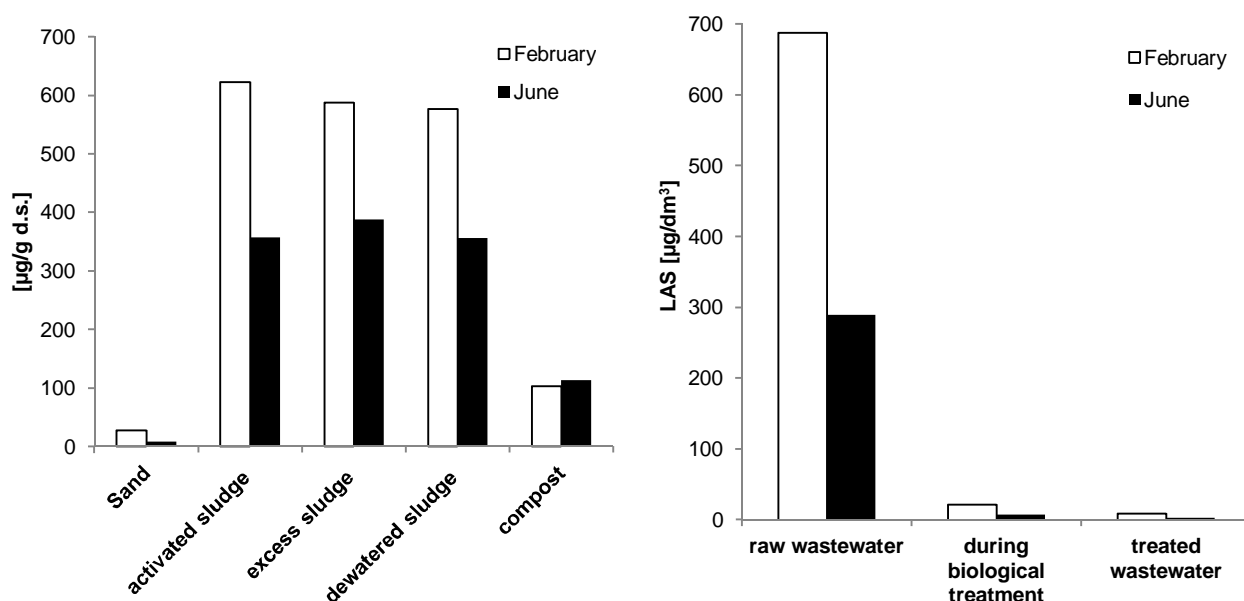 [µg/g d.s.]
700
600
500
400
300
200
100
0
February
June
Sand
activated sludge
excess sludge
dewatered sludge
compost
LAS [µg/dm³]
700
600
500
400
300
200
100
0
February
June
raw wastewater
during
biological
treatment
treated
wastewater